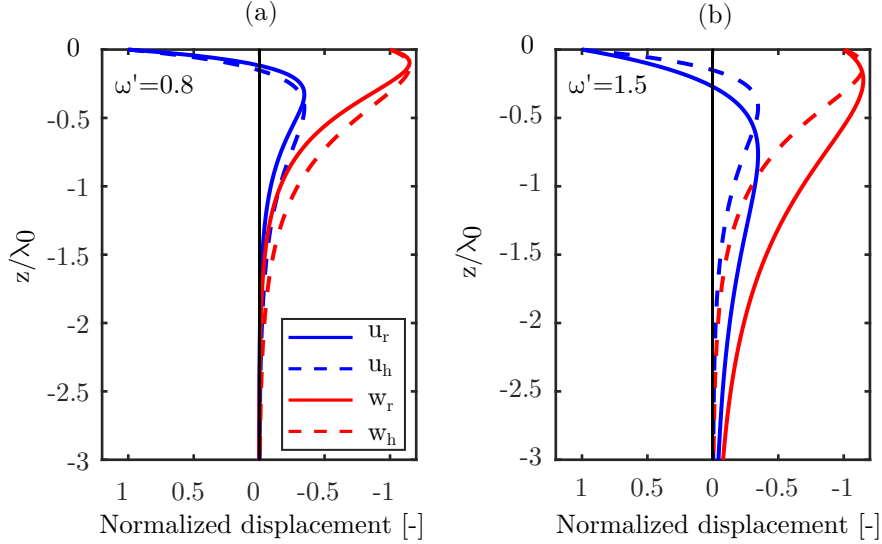 (a)
(b)
0
-0.5
-1
-1.5
-2
-2.5
-3
z/λ0
ω'=0.8
u_r
u_h
w_r
w_h
1 0.5 0 -0.5 -1
Normalized displacement [-]
0
-0.5
-1
-1.5
-2
-2.5
-3
z/λ0
ω'=1.5
1 0.5 0 -0.5 -1
Normalized displacement [-]